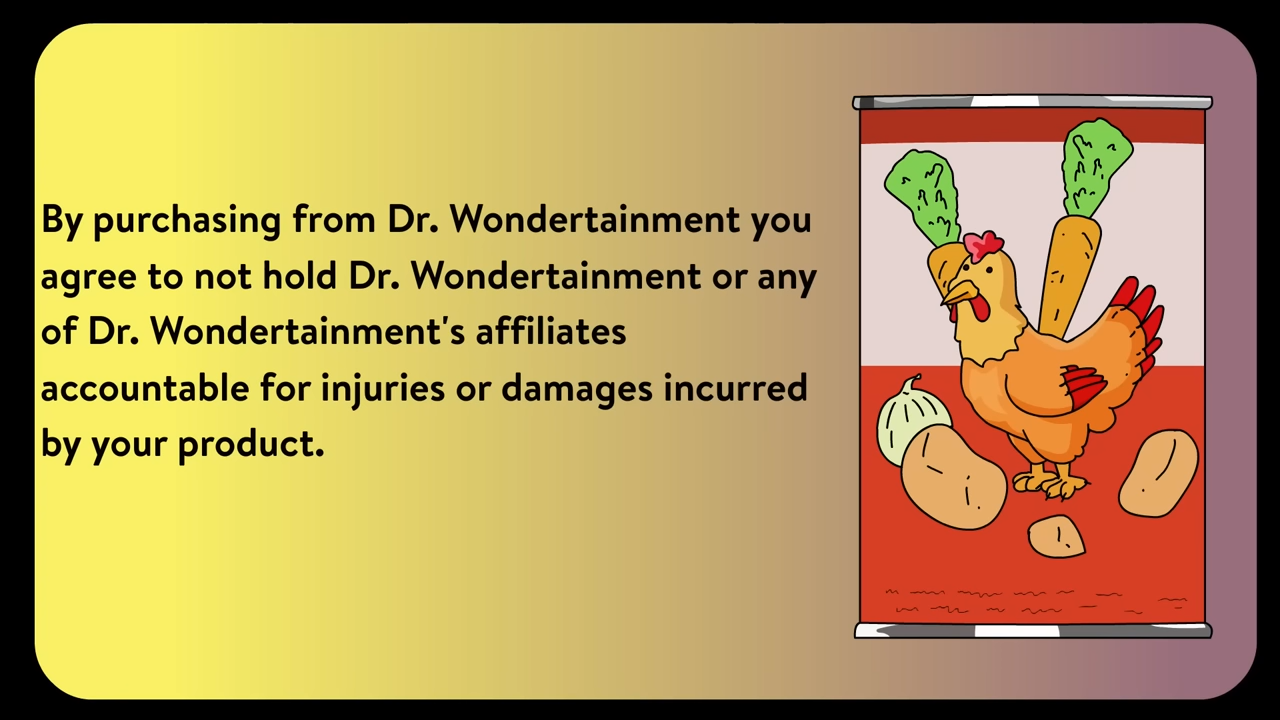 By purchasing from Dr. Wondertainment you
agree to not hold Dr. Wondertainment or any
of Dr. Wondertainment's affiliates
accountable for injuries or damages incurred
by your product.